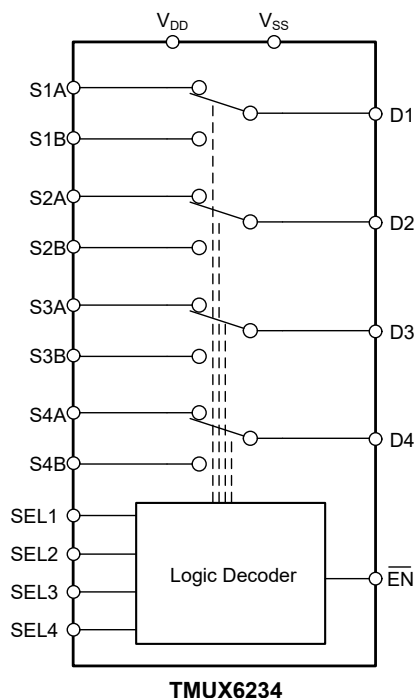 VDD
VSS
S1A
D1
S1B
S2A
D2
S2B
S3A
D3
S3B
S4A
D4
S4B
SEL1
SEL2
SEL3
SEL4
Logic Decoder
EN
TMUX6234